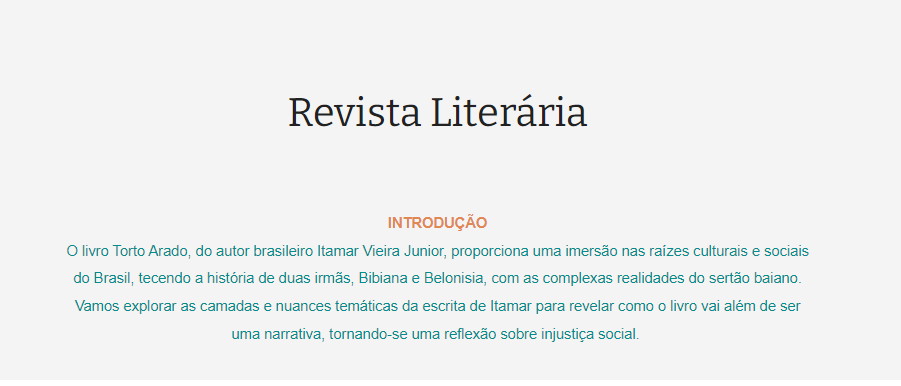 Revista Literária
INTRODUÇÃO
O livro Torto Arado, do autor brasileiro Itamar Vieira Junior, proporciona uma imersão nas raízes culturais e sociais
do Brasil, tecendo a história de duas irmãs, Bibiana e Belonisia, com as complexas realidades do sertão baiano.
Vamos explorar as camadas e nuances temáticas da escrita de Itamar para revelar como o livro vai além de ser
uma narrativa, tornando-se uma reflexão sobre injustiça social.